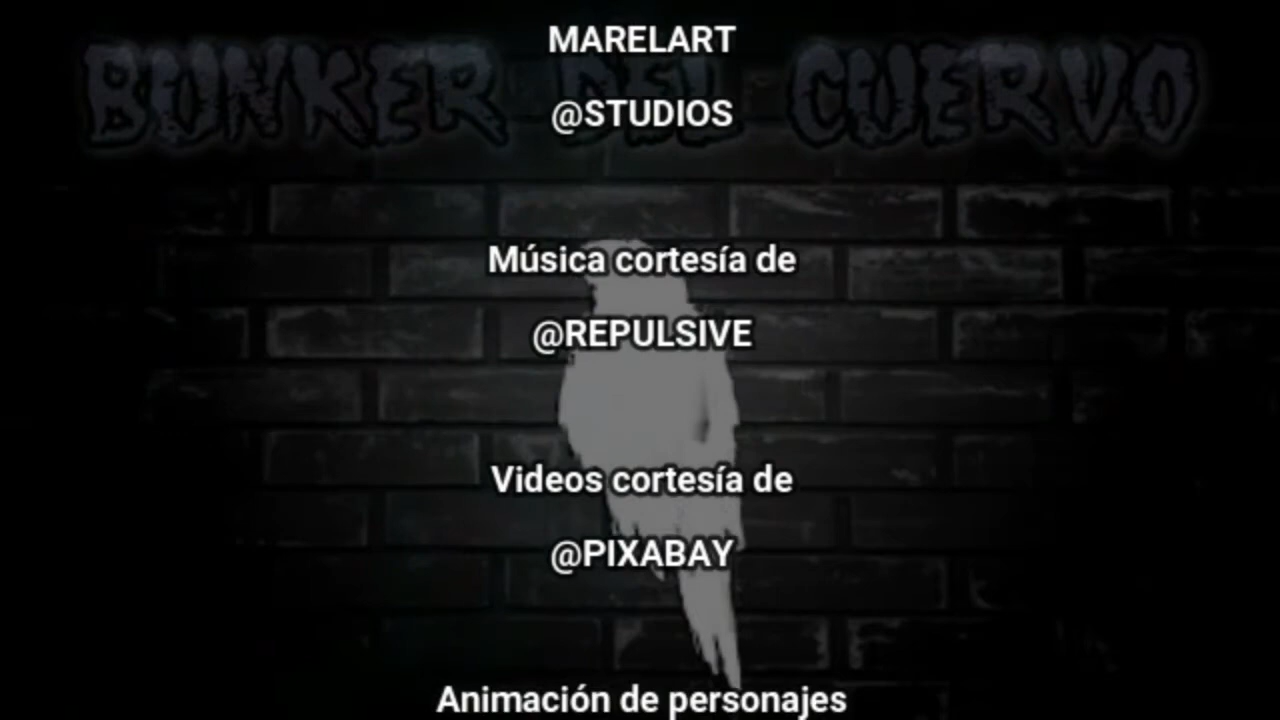 MARELART
BUNKER DEL CUERVO
@STUDIOS
Música cortesía de
@REPULSIVE
Videos cortesía de
@PIXABAY
Animación de personajes